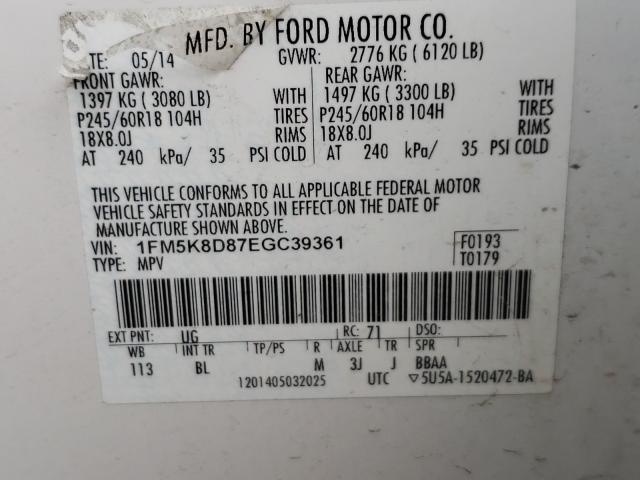 MFD. BY FORD MOTOR CO.
TE: 05/14 GVWR: 2776 KG ( 6120 LB)
FRONT GAWR: REAR GAWR:
1397 KG ( 3080 LB) WITH 1497 KG ( 3300 LB) WITH
P245/60R18 104H TIRES P245/60R18 104H TIRES
18X8.0J RIMS 18X8.0J RIMS
AT 240 kPa/ 35 PSI COLD AT 240 kPa/ 35 PSI COLD
THIS VEHICLE CONFORMS TO ALL APPLICABLE FEDERAL MOTOR
VEHICLE SAFETY STANDARDS IN EFFECT ON THE DATE OF
MANUFACTURE SHOWN ABOVE.
VIN: 1FM5K8D87EGC39361 F0193
TYPE: MPV T0179
EXT PNT: UG RC: 71 DSO:
WB INT TR TP/PS R AXLE TR SPR
113 BL M 3J J BBAA
1201405032025 UTC ▽5U5A-1520472-BA